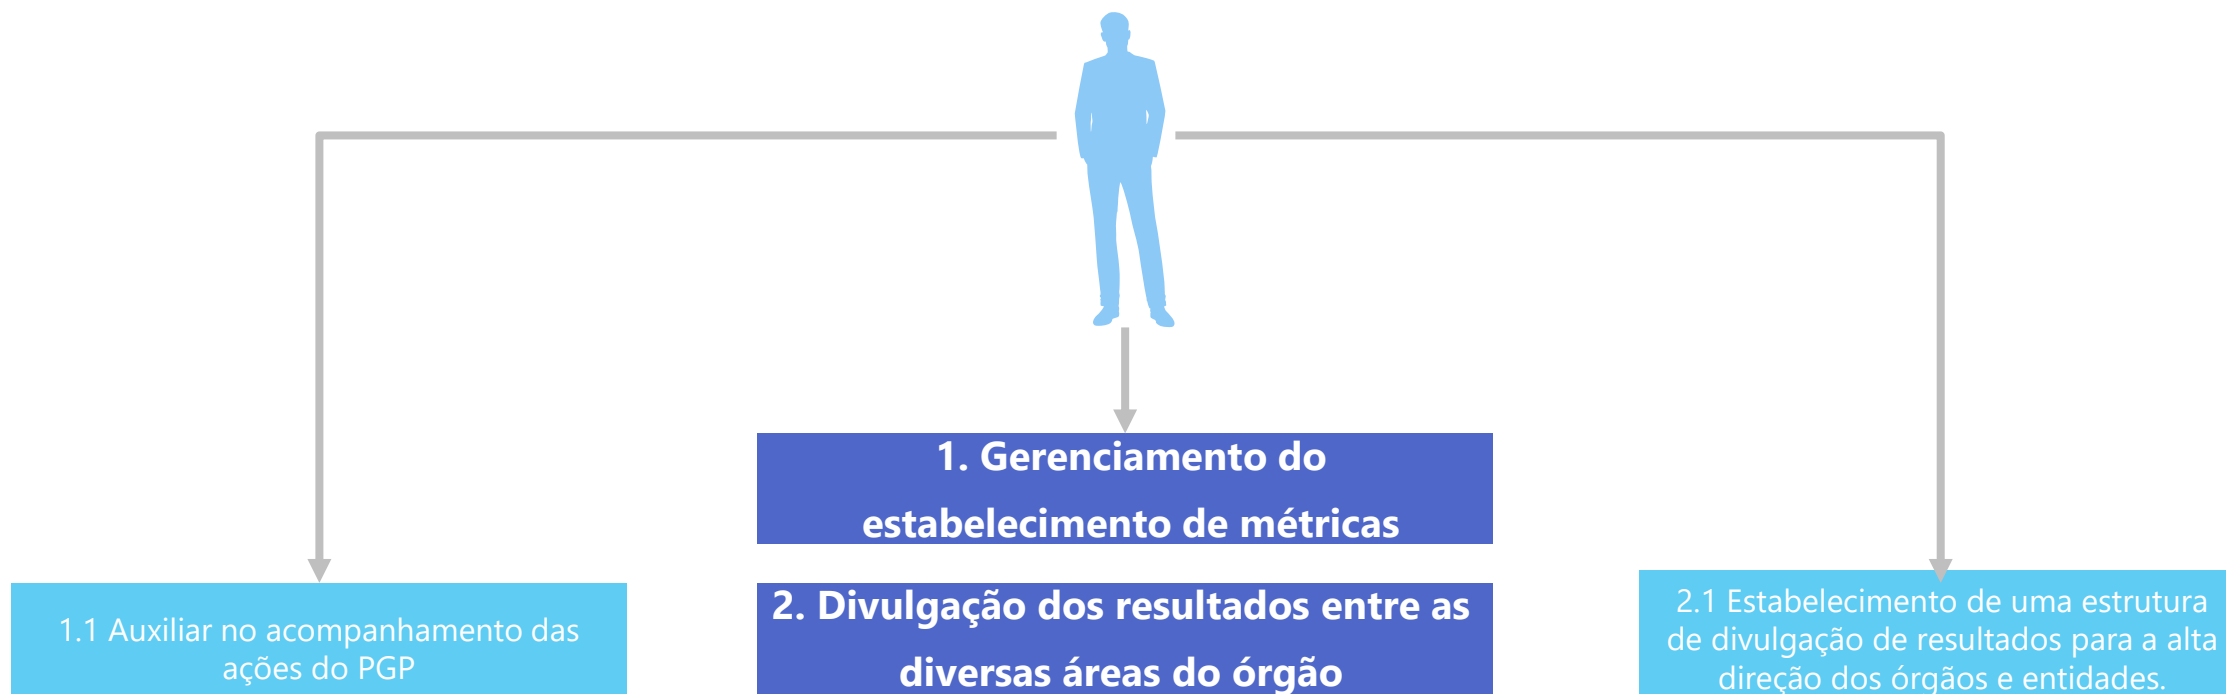 1. Gerenciamento do
estabelecimento de métricas
1.1 Auxiliar no acompanhamento das
ações do PGP
2. Divulgação dos resultados entre as
diversas áreas do órgão
2.1 Estabelecimento de uma estrutura
de divulgação de resultados para a alta
direção dos órgãos e entidades.